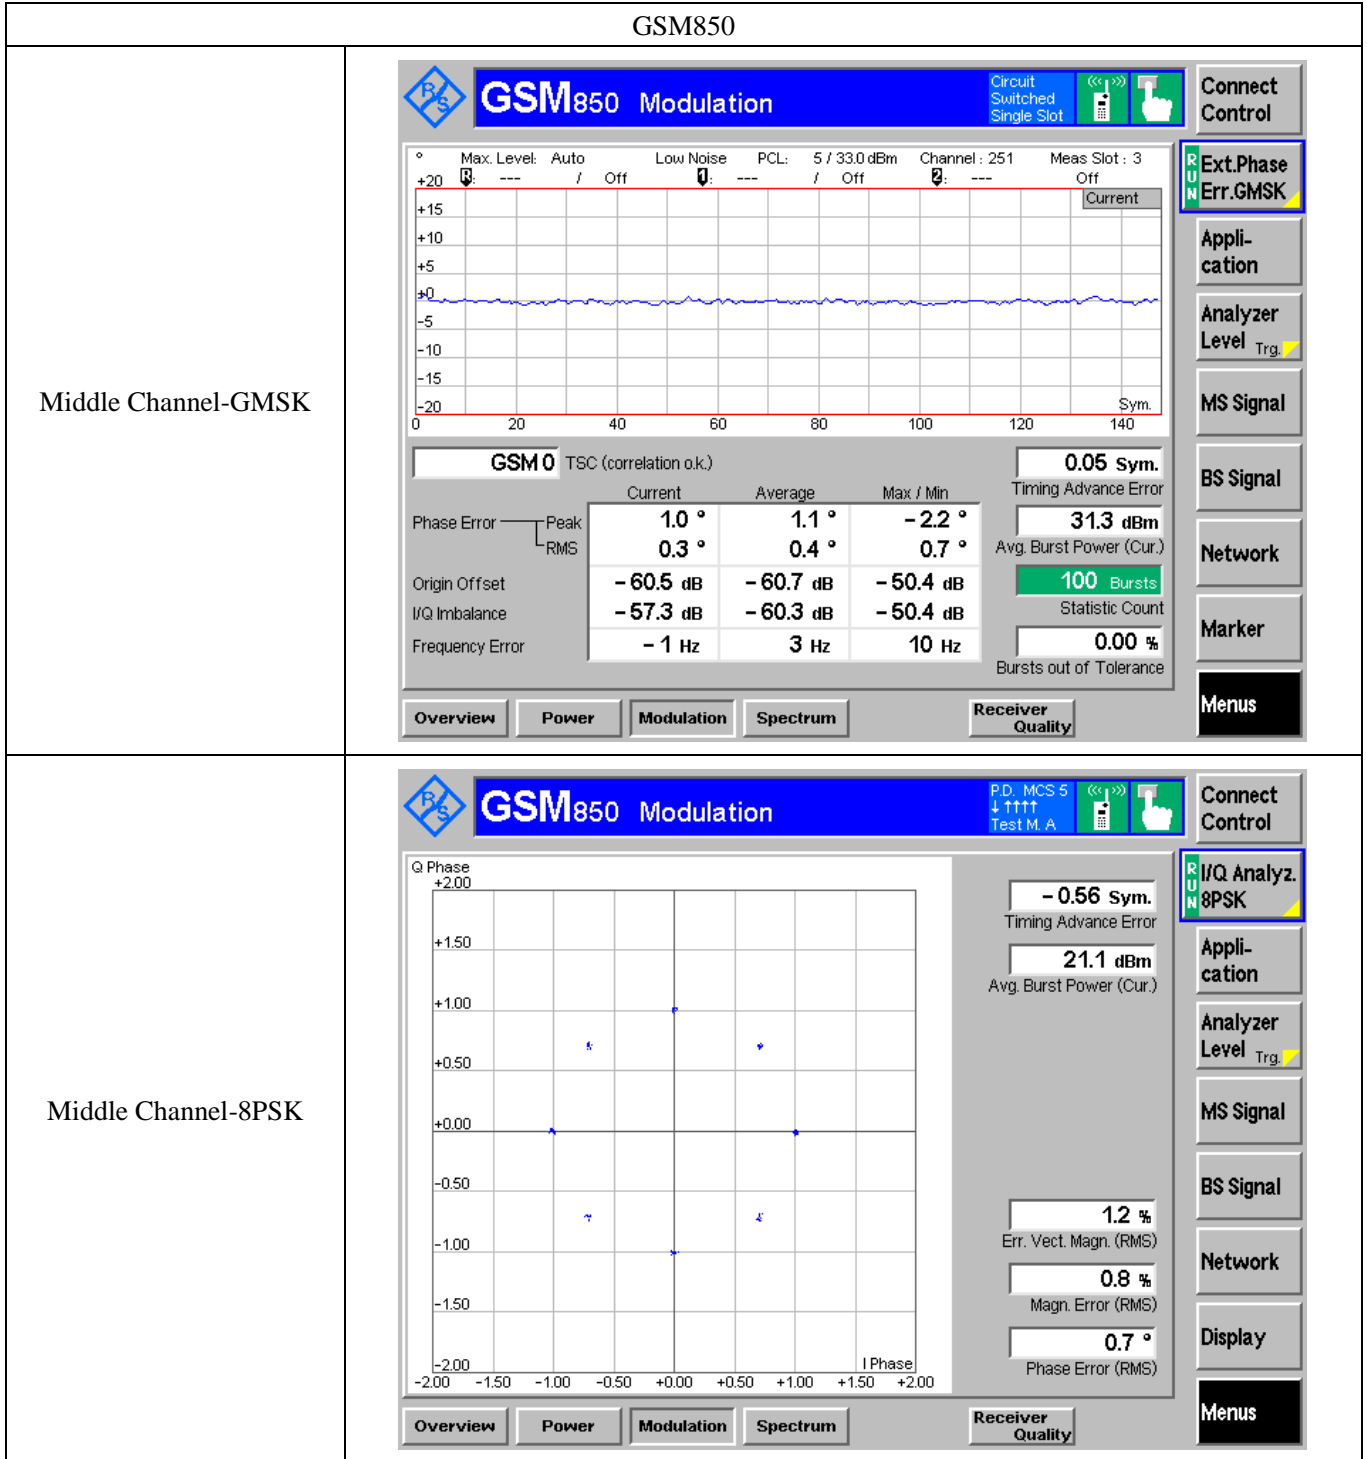 GSM850
Middle Channel-GMSK
R/S
GSM850 Modulation
Circuit
Switched
Single Slot
Connect
Control
° Max. Level: Auto Low Noise PCL: 5 / 33.0 dBm Channel : 251 Meas Slot : 3
R: --- / Off 1: --- / Off 2: --- Off
Current
+20
+15
+10
+5
+0
-5
-10
-15
-20
Sym.
0 20 40 60 80 100 120 140
RUN
Ext.Phase
Err.GMSK
Appli-
cation
Analyzer
Level Trg.
MS Signal
BS Signal
Network
Marker
Menus
GSM 0 TSC (correlation o.k.)
Current Average Max / Min
Phase Error Peak 1.0 ° 1.1 ° - 2.2 °
RMS 0.3 ° 0.4 ° 0.7 °
Origin Offset - 60.5 dB - 60.7 dB - 50.4 dB
I/Q Imbalance - 57.3 dB - 60.3 dB - 50.4 dB
Frequency Error - 1 Hz 3 Hz 10 Hz
0.05 Sym.
Timing Advance Error
31.3 dBm
Avg. Burst Power (Cur.)
100 Bursts
Statistic Count
0.00 %
Bursts out of Tolerance
Overview Power Modulation Spectrum Receiver Quality
Middle Channel-8PSK
R/S
GSM850 Modulation
P.D. MCS 5
↓ ↑↑↑↑
Test M. A
Connect
Control
Q Phase
+2.00
+1.50
+1.00
+0.50
+0.00
-0.50
-1.00
-1.50
-2.00
I Phase
-2.00 -1.50 -1.00 -0.50 +0.00 +0.50 +1.00 +1.50 +2.00
- 0.56 Sym.
Timing Advance Error
21.1 dBm
Avg. Burst Power (Cur.)
1.2 %
Err. Vect. Magn. (RMS)
0.8 %
Magn. Error (RMS)
0.7 °
Phase Error (RMS)
RUN
I/Q Analyz.
8PSK
Appli-
cation
Analyzer
Level Trg.
MS Signal
BS Signal
Network
Display
Menus
Overview Power Modulation Spectrum Receiver Quality